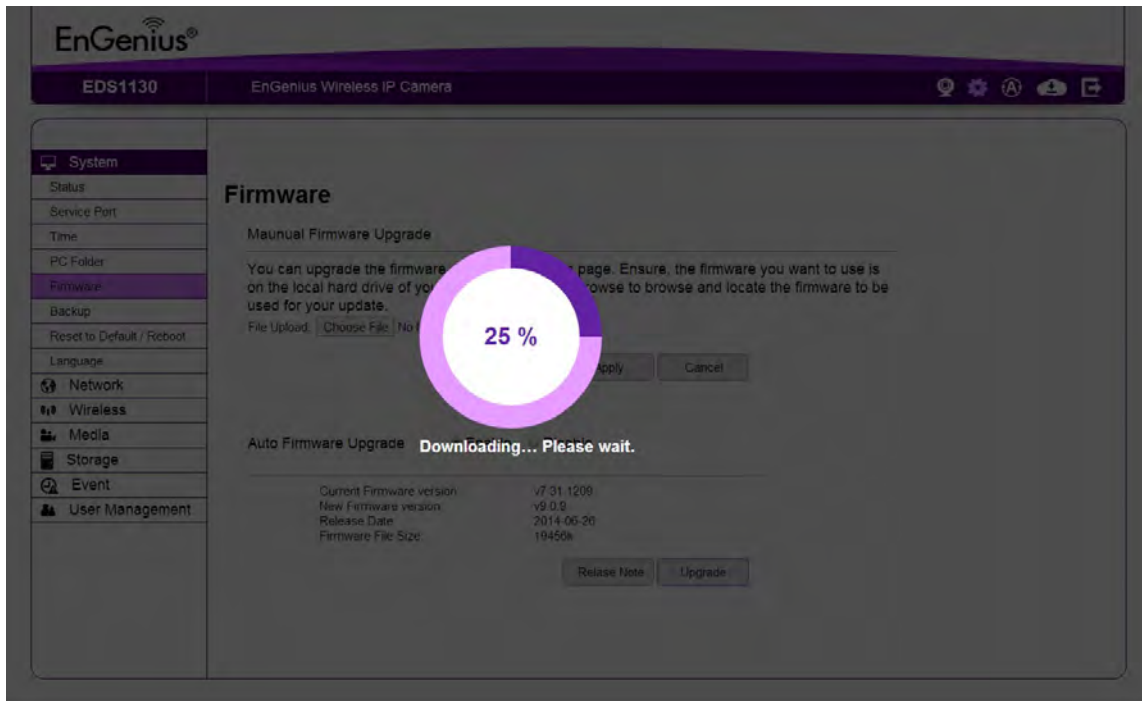 EnGenius®
EDS1130 EnGenius Wireless IP Camera
System
Status
Service Port
Time
PC Folder
Firmware
Backup
Reset to Default / Reboot
Language
Network
Wireless
Media
Storage
Event
User Management
Firmware
Maunual Firmware Upgrade
You can upgrade the firmware page. Ensure, the firmware you want to use is
on the local hard drive of to browse and locate the firmware to be
used for your update.
File Upload: Choose File No
Apply Cancel
25 %
Downloading... Please wait.
Auto Firmware Upgrade
Current Firmware version: v7.31.1209
New Firmware version: v9.0.9
Release Date: 2014-06-26
Firmware File Size: 19456k
Relase Note Upgrade